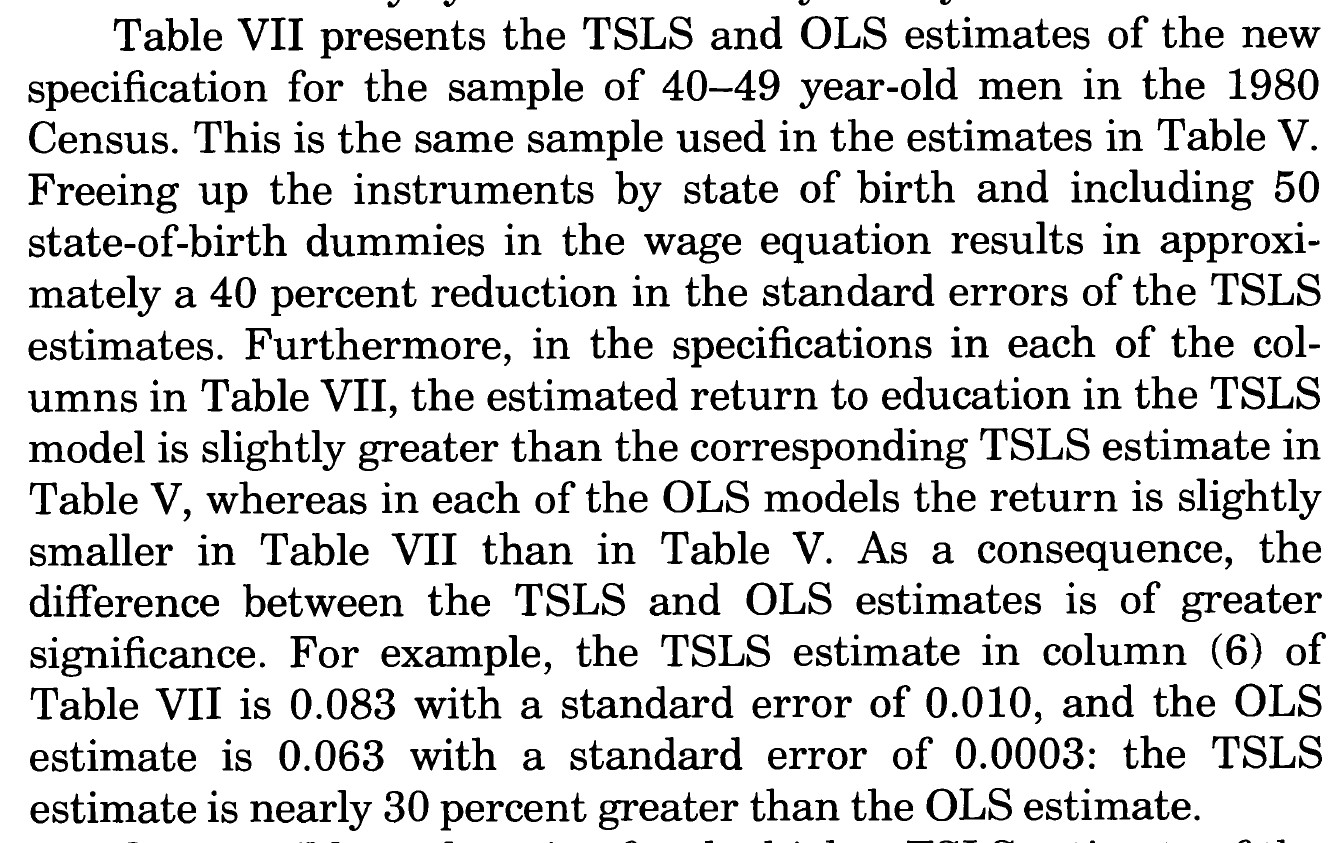 Table VII presents the TSLS and OLS estimates of the new
specification for the sample of 40–49 year-old men in the 1980
Census. This is the same sample used in the estimates in Table V.
Freeing up the instruments by state of birth and including 50
state-of-birth dummies in the wage equation results in approxi-
mately a 40 percent reduction in the standard errors of the TSLS
estimates. Furthermore, in the specifications in each of the col-
umns in Table VII, the estimated return to education in the TSLS
model is slightly greater than the corresponding TSLS estimate in
Table V, whereas in each of the OLS models the return is slightly
smaller in Table VII than in Table V. As a consequence, the
difference between the TSLS and OLS estimates is of greater
significance. For example, the TSLS estimate in column (6) of
Table VII is 0.083 with a standard error of 0.010, and the OLS
estimate is 0.063 with a standard error of 0.0003: the TSLS
estimate is nearly 30 percent greater than the OLS estimate.